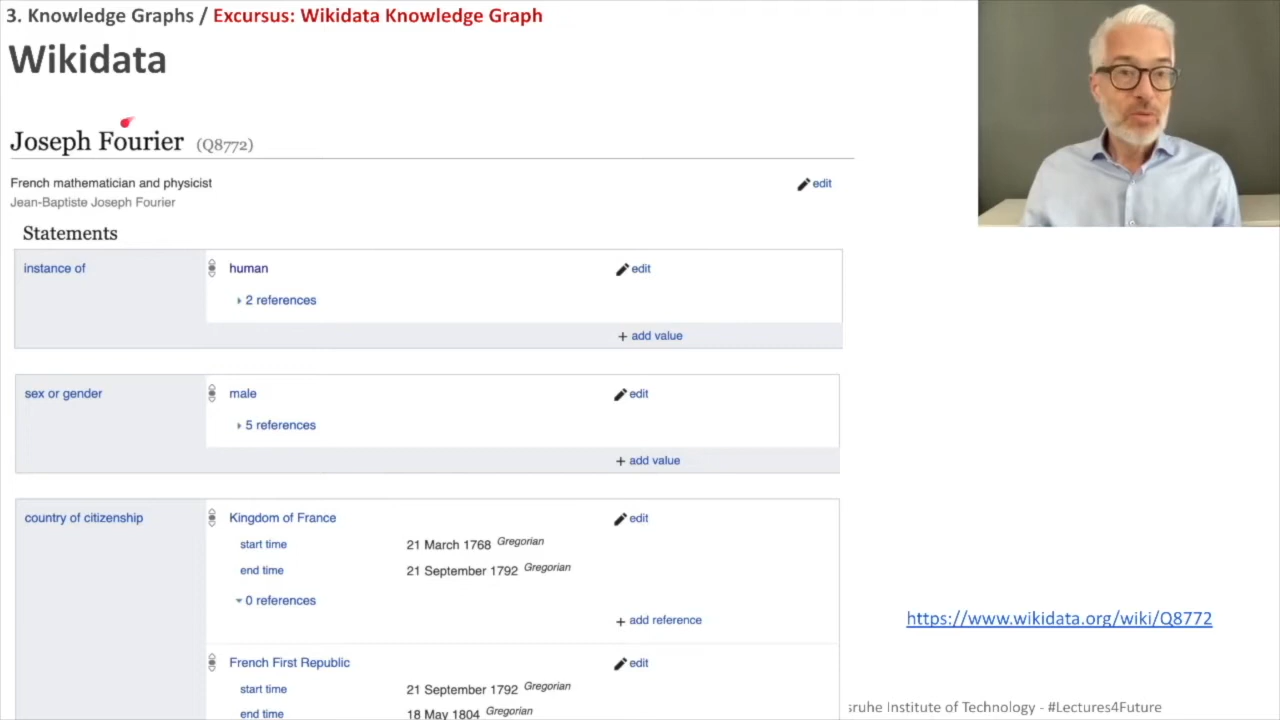 3. Knowledge Graphs / Excursus: Wikidata Knowledge Graph
Wikidata
Joseph Fourier (Q8772)
French mathematician and physicist
edit
Jean-Baptiste Joseph Fourier
Statements
instance of
human
edit
2 references
+ add value
sex or gender
male
edit
5 references
+ add value
country of citizenship
Kingdom of France
edit
start time
21 March 1768 Gregorian
end time
21 September 1792 Gregorian
0 references
+ add reference
French First Republic
edit
start time
21 September 1792 Gregorian
end time
18 May 1804 Gregorian
https://www.wikidata.org/wiki/Q8772
sruhe Institute of Technology - #Lectures4Future